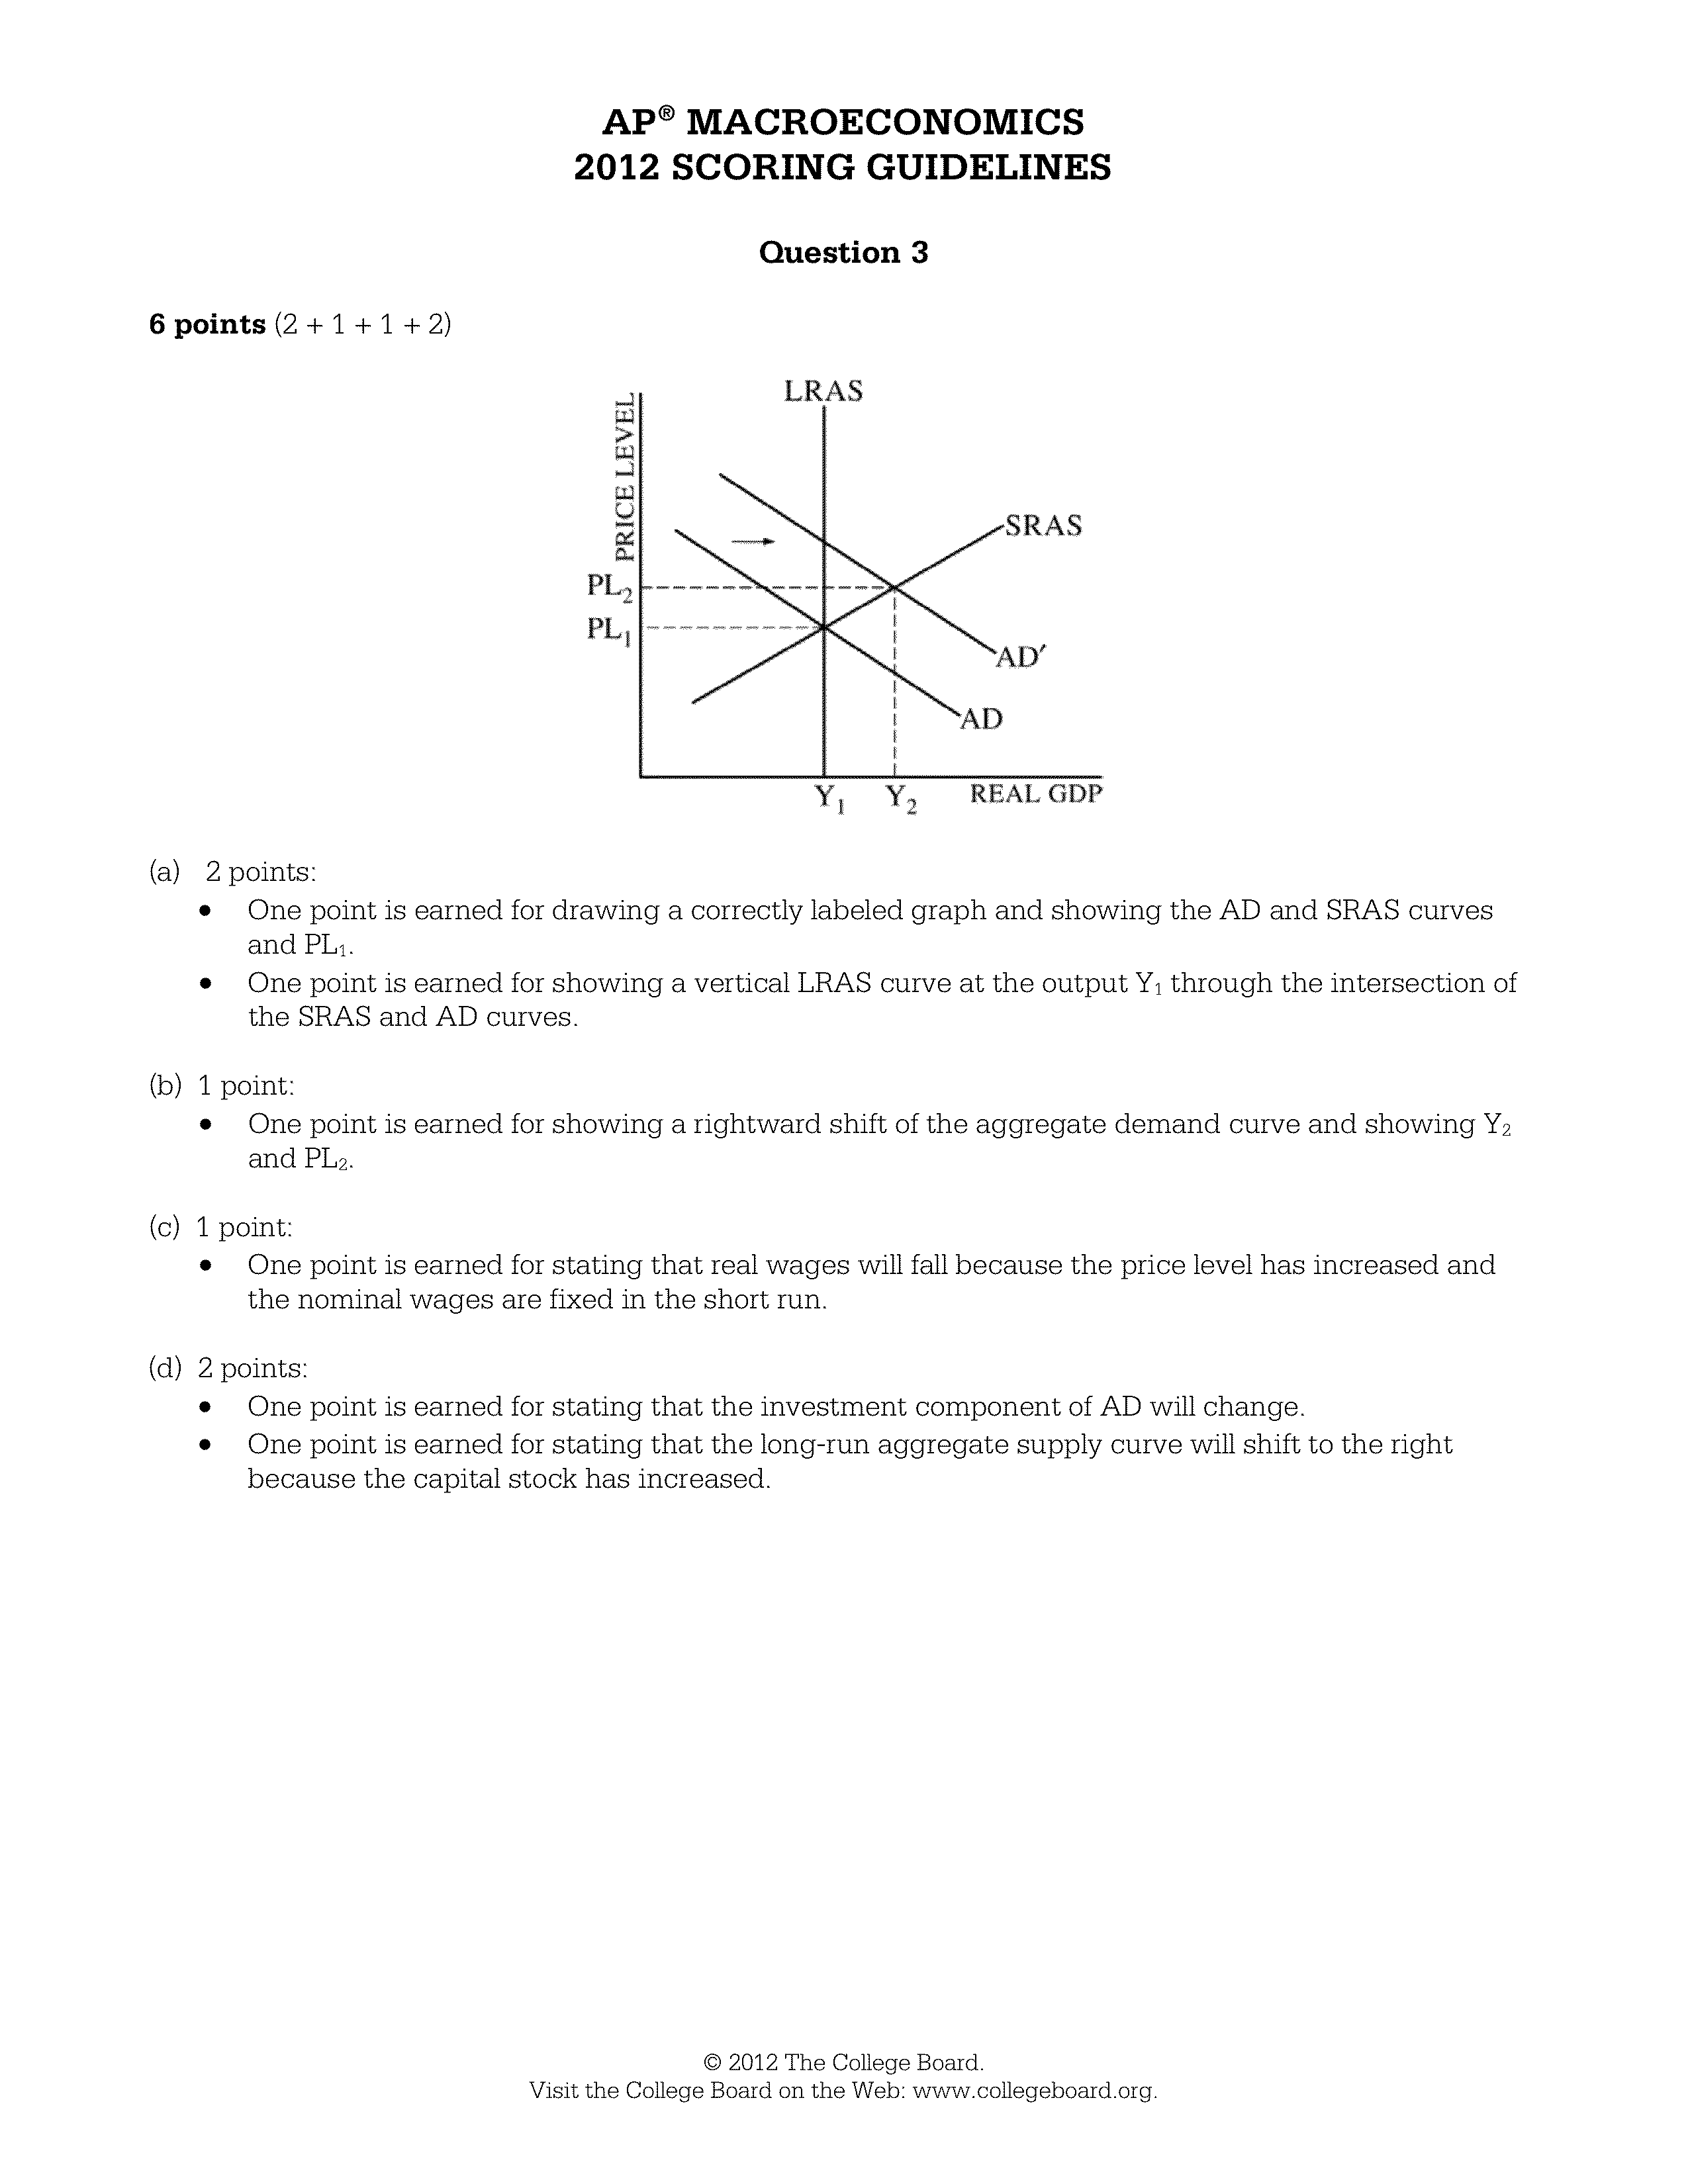 AP® MACROECONOMICS
2012 SCORING GUIDELINES
Question 3
6 points (2 + 1 + 1 + 2)
LRAS
PRICE LEVEL
SRAS
PL₂
PL₁
AD′
AD
Y₁ Y₂ REAL GDP
(a) 2 points:
• One point is earned for drawing a correctly labeled graph and showing the AD and SRAS curves
and PL₁.
• One point is earned for showing a vertical LRAS curve at the output Y₁ through the intersection of
the SRAS and AD curves.
(b) 1 point:
• One point is earned for showing a rightward shift of the aggregate demand curve and showing Y₂
and PL₂.
(c) 1 point:
• One point is earned for stating that real wages will fall because the price level has increased and
the nominal wages are fixed in the short run.
(d) 2 points:
• One point is earned for stating that the investment component of AD will change.
• One point is earned for stating that the long-run aggregate supply curve will shift to the right
because the capital stock has increased.
© 2012 The College Board.
Visit the College Board on the Web: www.collegeboard.org.